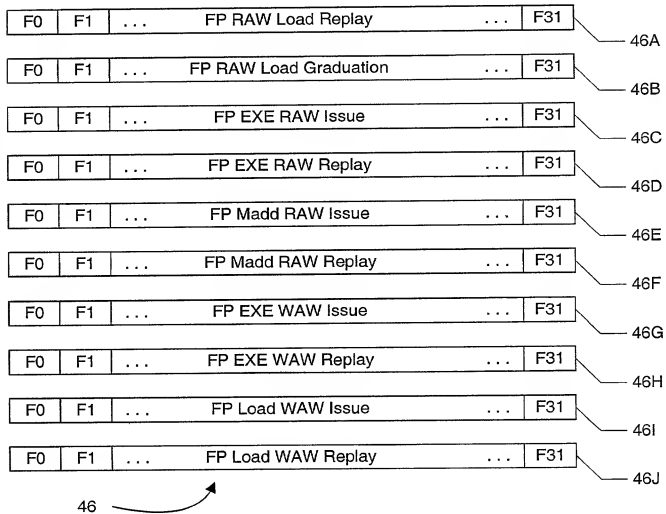 F0 F1 ... FP RAW Load Replay ... F31
46A
F0 F1 ... FP RAW Load Graduation ... F31
46B
F0 F1 ... FP EXE RAW Issue ... F31
46C
F0 F1 ... FP EXE RAW Replay ... F31
46D
F0 F1 ... FP Madd RAW Issue ... F31
46E
F0 F1 ... FP Madd RAW Replay ... F31
46F
F0 F1 ... FP EXE WAW Issue ... F31
46G
F0 F1 ... FP EXE WAW Replay ... F31
46H
F0 F1 ... FP Load WAW Issue ... F31
46I
F0 F1 ... FP Load WAW Replay ... F31
46J
46